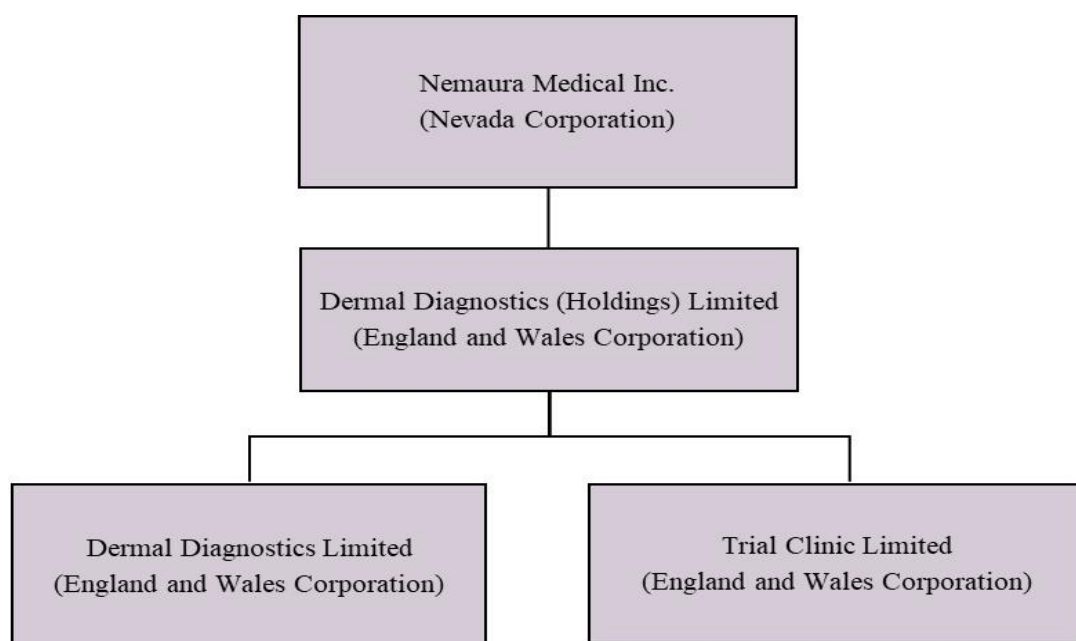 Nemaura Medical Inc.
(Nevada Corporation)
Dermal Diagnostics (Holdings) Limited
(England and Wales Corporation)
Dermal Diagnostics Limited
(England and Wales Corporation)
Trial Clinic Limited
(England and Wales Corporation)